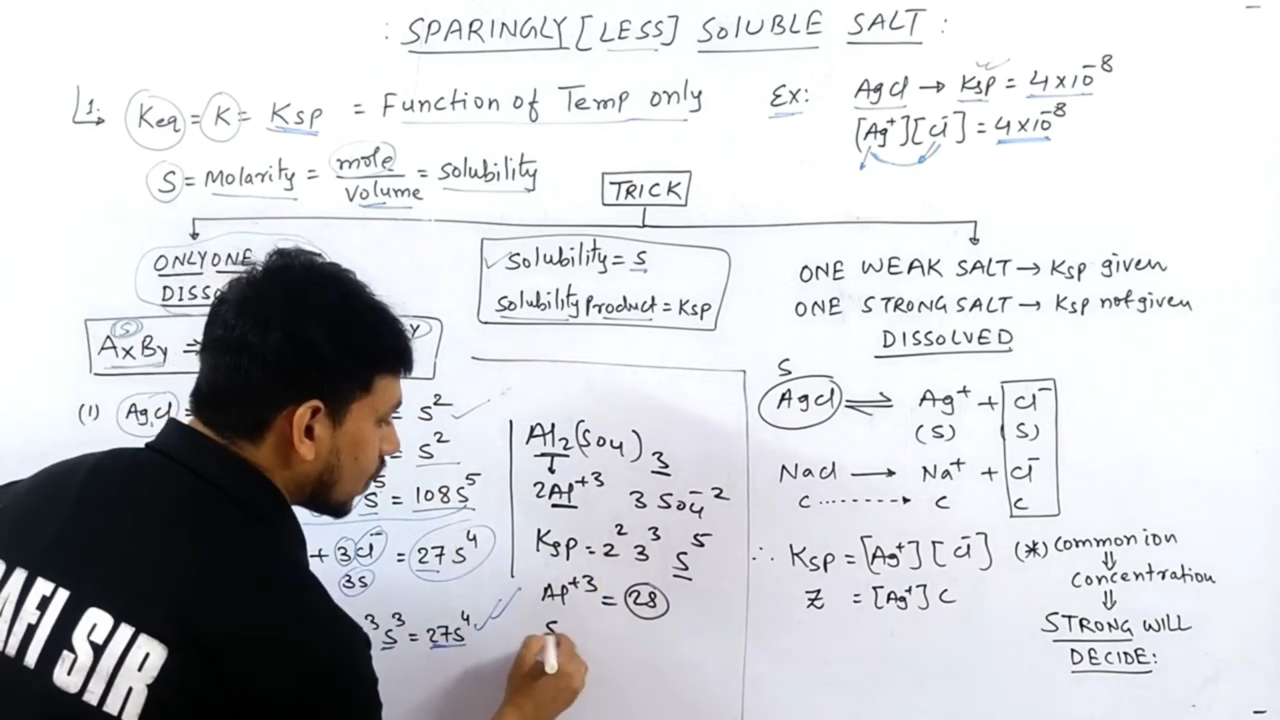 : SPARINGLY [LESS] SOLUBLE SALT :
1. Keq = K = Ksp = Function of Temp only
S = Molarity = mole / Volume = solubility
Ex: AgCl → Ksp = 4×10⁻⁸
[Ag⁺][Cl⁻] = 4×10⁻⁸
TRICK
ONLY ONE
AxBy ⇌
S
y
(1) AgCl = = S²
= S²
S⁵ = 108S⁵
+ 3Cl⁻ = 27S⁴
3S
³ S³ = 27S⁴
✓ Solubility = S
Solubility Product = Ksp
Al₂(SO₄)₃
2Al⁺³ 3SO₄⁻²
Ksp = 2² 3³ S⁵
Al⁺³ = 2S
S
ONE WEAK SALT → Ksp given
ONE STRONG SALT → Ksp not given
DISSOLVED
S
AgCl ⇌ Ag⁺ + Cl⁻
(S) S)
NaCl → Na⁺ + Cl⁻
C --------→ C C
∴ Ksp = [Ag⁺] [Cl⁻]
Z = [Ag⁺] C
(*) Common ion
⇓
Concentration
⇓
STRONG WILL
DECIDE:
AFI SIR